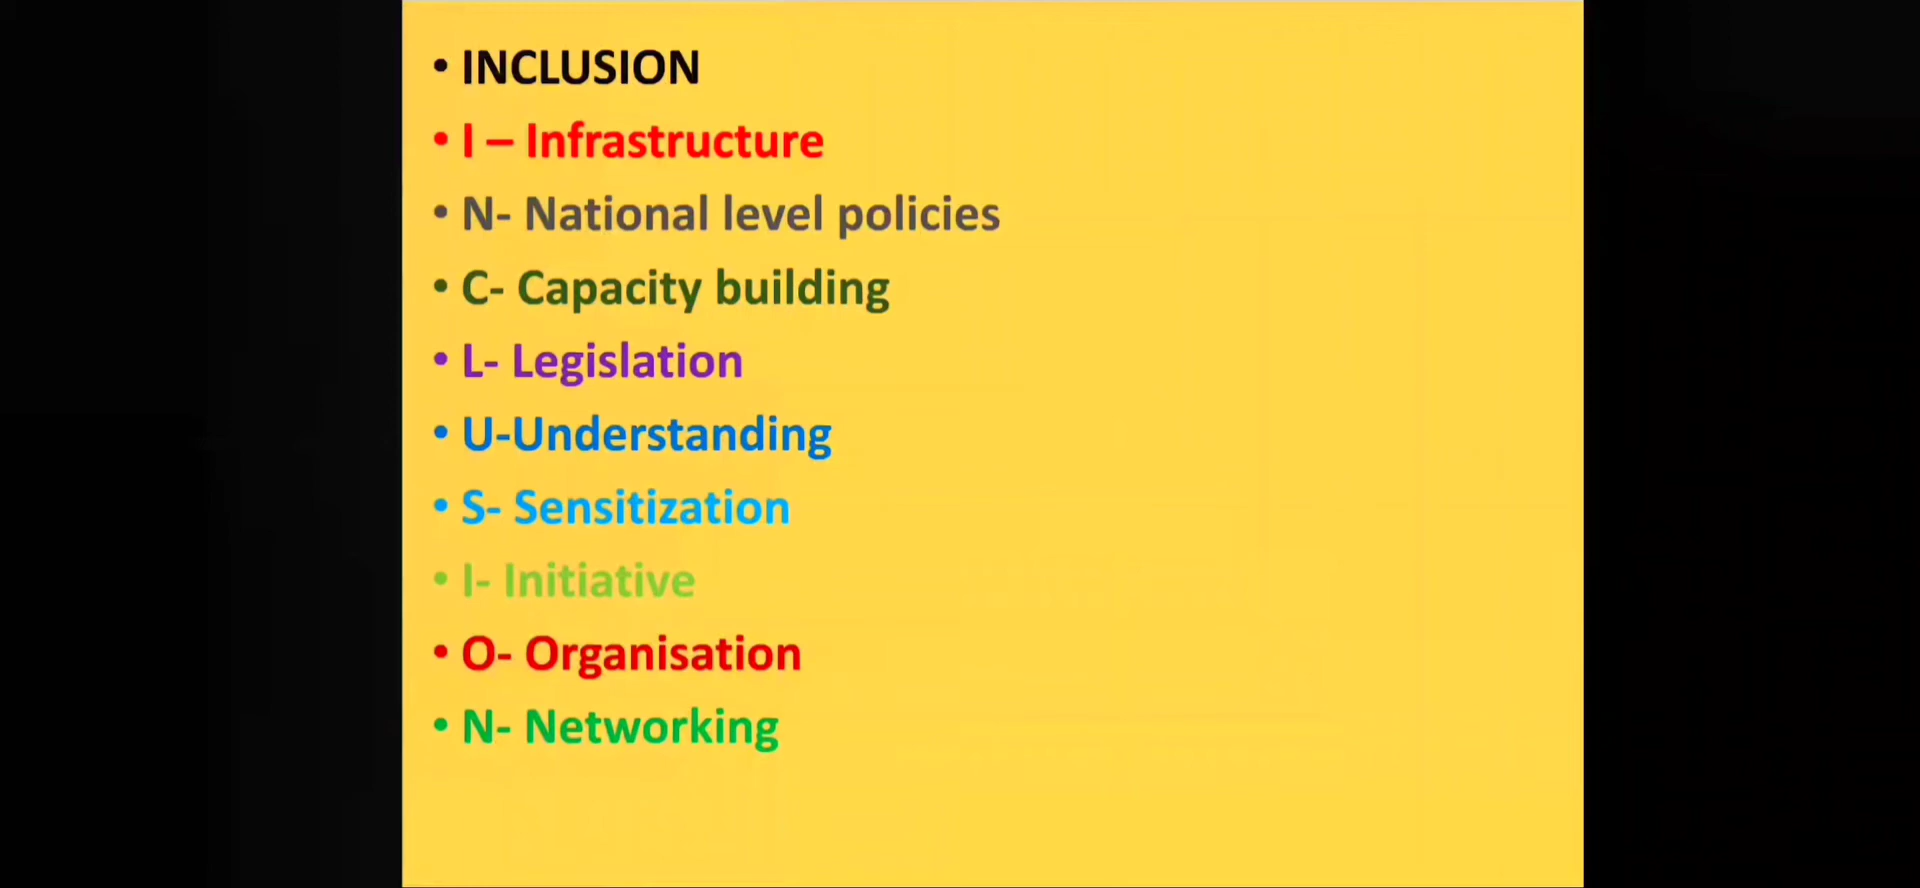 • INCLUSION
• I – Infrastructure
• N- National level policies
• C- Capacity building
• L- Legislation
• U-Understanding
• S- Sensitization
• I- Initiative
• O- Organisation
• N- Networking